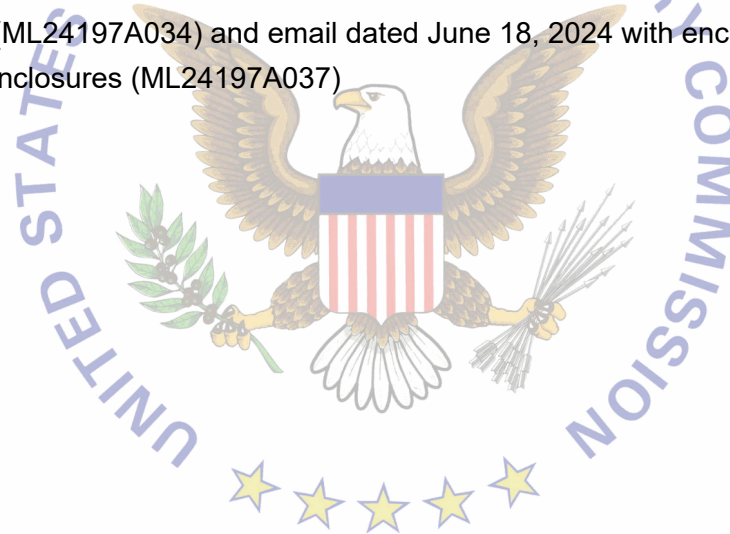 (ML24197A034) and email dated June 18, 2024 with enc
nclosures (ML24197A037)
UNITED STATES
Y COMMISSION